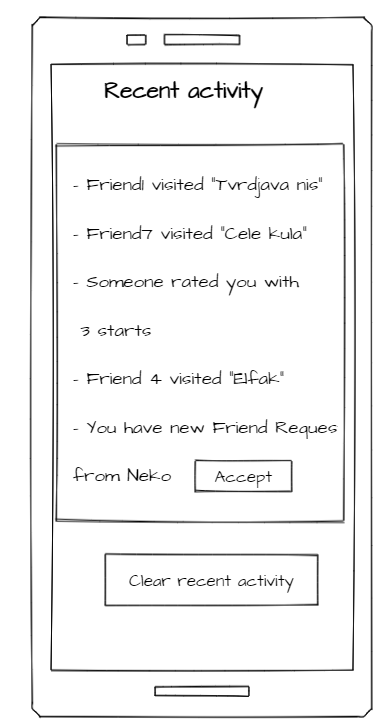 Recent activity
- Friend1 visited "Tvrdjava nis"
- Friend7 visited "Cele kula"
- Someone rated you with
3 starts
- Friend 4 visited "Elfak"
- You have new Friend Reques
from Neko Accept
Clear recent activity